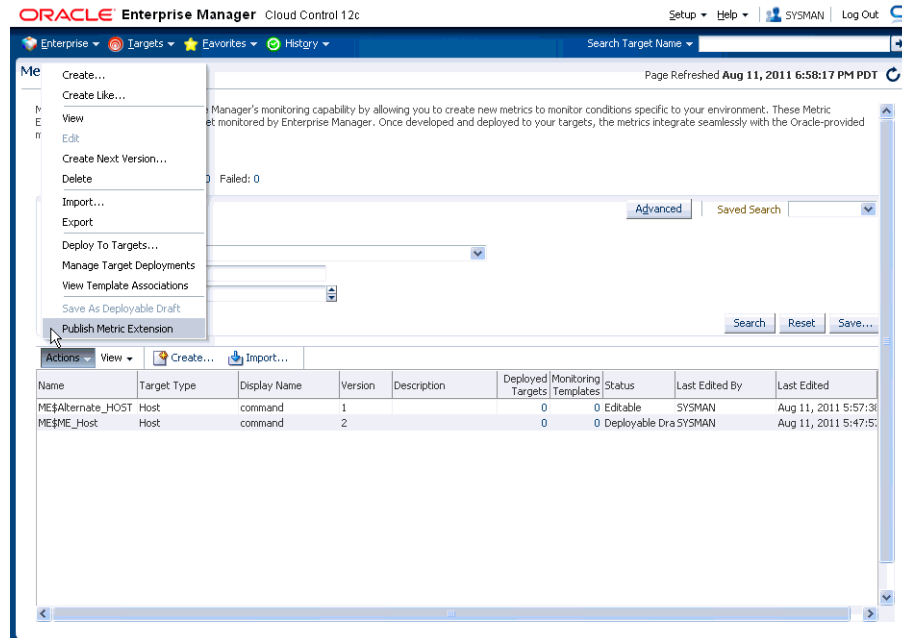 ORACLE Enterprise Manager Cloud Control 12c
Setup Help SYSMAN Log Out
Enterprise Targets Favorites History Search Target Name
Me
Page Refreshed Aug 11, 2011 6:58:17 PM PDT
Create...
Create Like...
View
Edit
Create Next Version...
Delete
Import...
Export
Deploy To Targets...
Manage Target Deployments
View Template Associations
Save As Deployable Draft
Publish Metric Extension
M Manager's monitoring capability by allowing you to create new metrics to monitor conditions specific to your environment. These Metric
E et monitored by Enterprise Manager. Once developed and deployed to your targets, the metrics integrate seamlessly with the Oracle-provided
m
Failed: 0
Advanced Saved Search
Search Reset Save...
Actions View Create... Import...
Name Target Type Display Name Version Description Deployed Targets Monitoring Templates Status Last Edited By Last Edited
ME$Alternate_HOST Host command 1 0 0 Editable SYSMAN Aug 11, 2011 5:57:38
ME$ME_Host Host command 2 0 0 Deployable Dra SYSMAN Aug 11, 2011 5:47:5